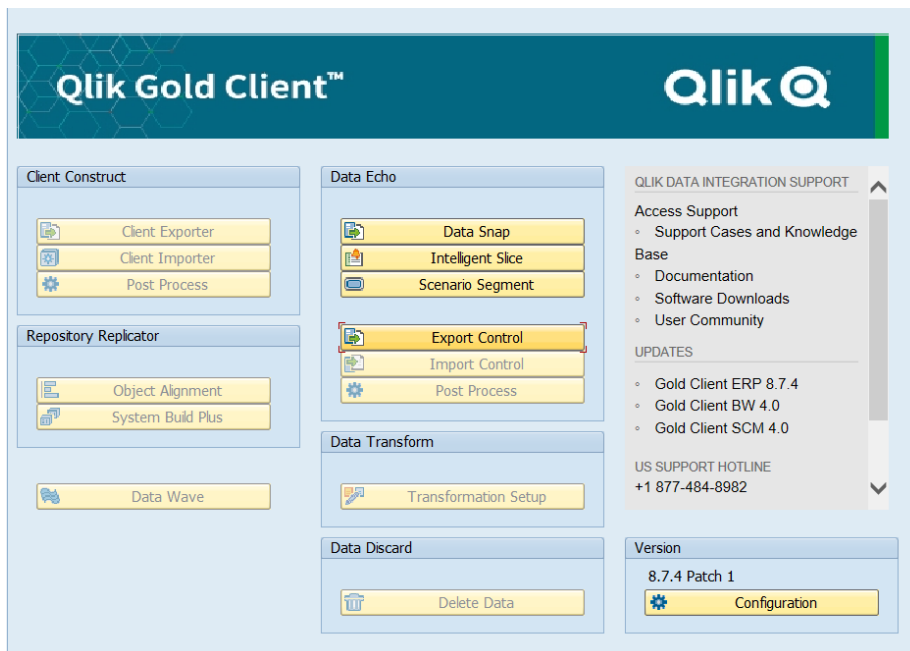 Qlik Gold Client™
Qlik
Client Construct
Client Exporter
Client Importer
Post Process
Repository Replicator
Object Alignment
System Build Plus
Data Wave
Data Echo
Data Snap
Intelligent Slice
Scenario Segment
Export Control
Import Control
Post Process
Data Transform
Transformation Setup
Data Discard
Delete Data
QLIK DATA INTEGRATION SUPPORT
Access Support
◦ Support Cases and Knowledge
Base
◦ Documentation
◦ Software Downloads
◦ User Community
UPDATES
◦ Gold Client ERP 8.7.4
◦ Gold Client BW 4.0
◦ Gold Client SCM 4.0
US SUPPORT HOTLINE
+1 877-484-8982
Version
8.7.4 Patch 1
Configuration